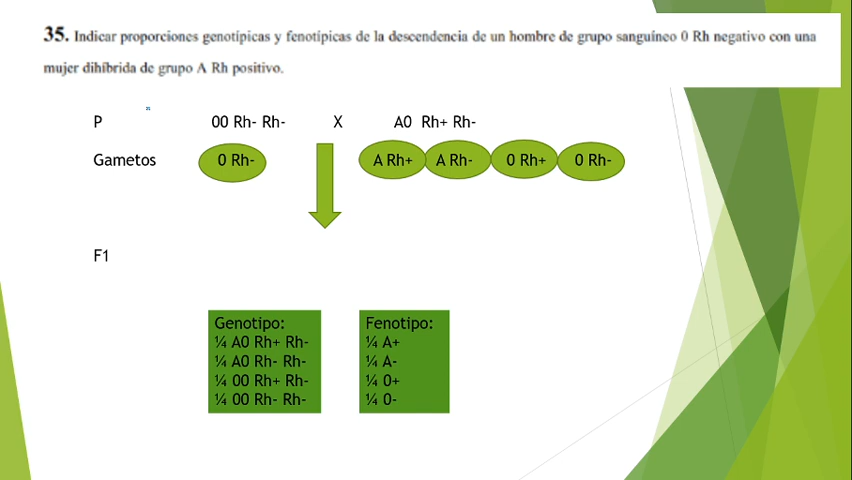 35. Indicar proporciones genotípicas y fenotípicas de la descendencia de un hombre de grupo sanguíneo 0 Rh negativo con una
mujer dihíbrida de grupo A Rh positivo.
P 00 Rh- Rh- X A0 Rh+ Rh-
Gametos 0 Rh- A Rh+ A Rh- 0 Rh+ 0 Rh-
F1
Genotipo:
¼ A0 Rh+ Rh-
¼ A0 Rh- Rh-
¼ 00 Rh+ Rh-
¼ 00 Rh- Rh-
Fenotipo:
¼ A+
¼ A-
¼ 0+
¼ 0-